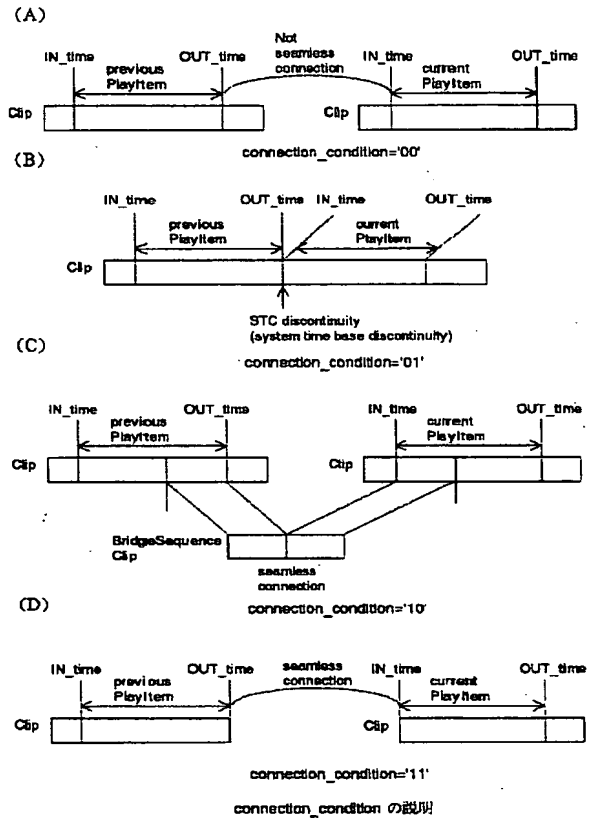 (A)
Not
seamless
connection
IN_time OUT_time IN_time OUT_time
previous
PlayItem
current
PlayItem
Clip Clip
connection_condition='00'
(B)
IN_time OUT_time IN_time OUT_time
previous
PlayItem
current
PlayItem
Clip
STC discontinuity
(system time base discontinuity)
connection_condition='01'
(C)
IN_time OUT_time IN_time OUT_time
previous
PlayItem
current
PlayItem
Clip Clip
BridgeSequence
Clip
seamless
connection
connection_condition='10'
(D)
IN_time OUT_time seamless
connection
IN_time OUT_time
previous
PlayItem
current
PlayItem
Clip Clip
connection_condition='11'
connection_condition の説明